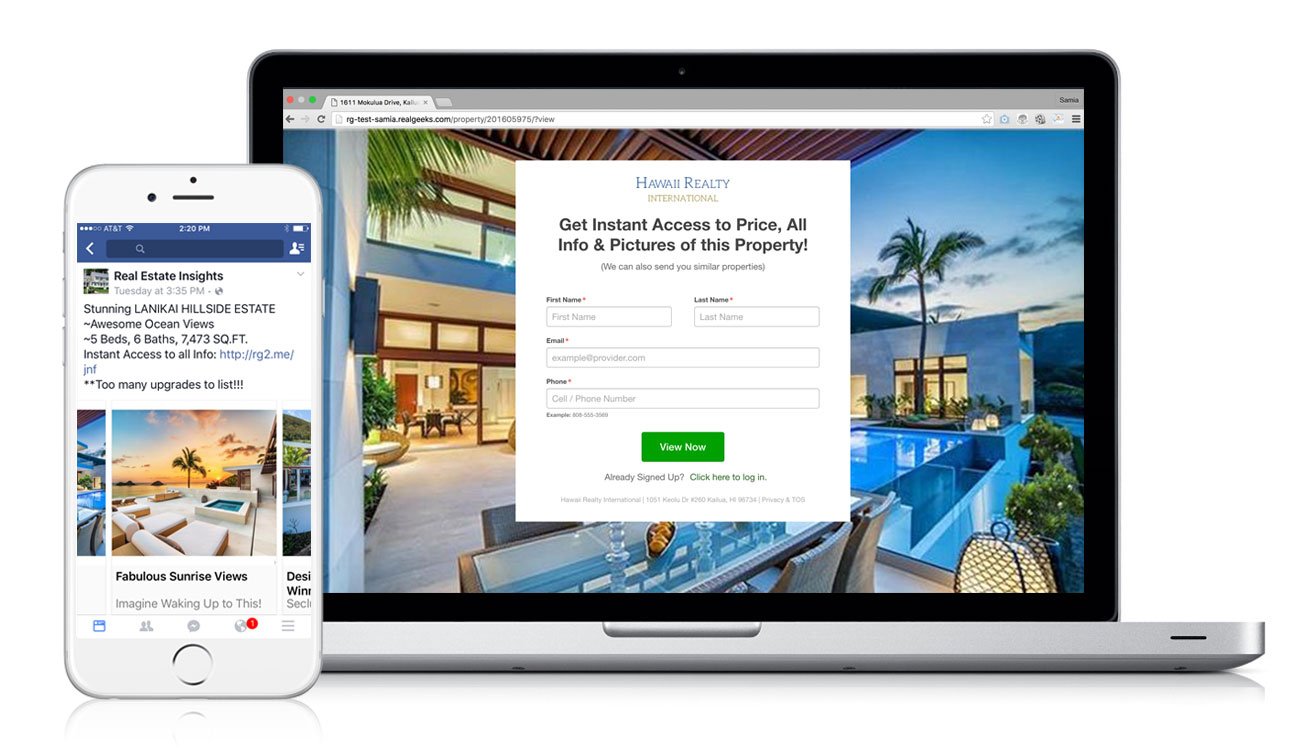 ●●●○○ AT&T 2:20 PM
Real Estate Insights
Tuesday at 3:35 PM •
Stunning LANIKAI HILLSIDE ESTATE
~Awesome Ocean Views
~5 Beds, 6 Baths, 7,473 SQ.FT.
Instant Access to all Info: http://rg2.me/
jnf
**Too many upgrades to list!!!
Fabulous Sunrise Views
Imagine Waking Up to This!
Desi
Winn
Seclu
1
1611 Mokulua Drive, Kailu ×
Samia
rg-test-samia.realgeeks.com/property/201605975/?view
HAWAII REALTY
INTERNATIONAL
Get Instant Access to Price, All
Info & Pictures of this Property!
(We can also send you similar properties)
First Name * Last Name *
First Name Last Name
Email *
example@provider.com
Phone *
Cell / Phone Number
Example: 808-555-3569
View Now
Already Signed Up? Click here to log in.
Hawaii Realty International | 1051 Keolu Dr #260 Kailua, HI 96734 | Privacy & TOS